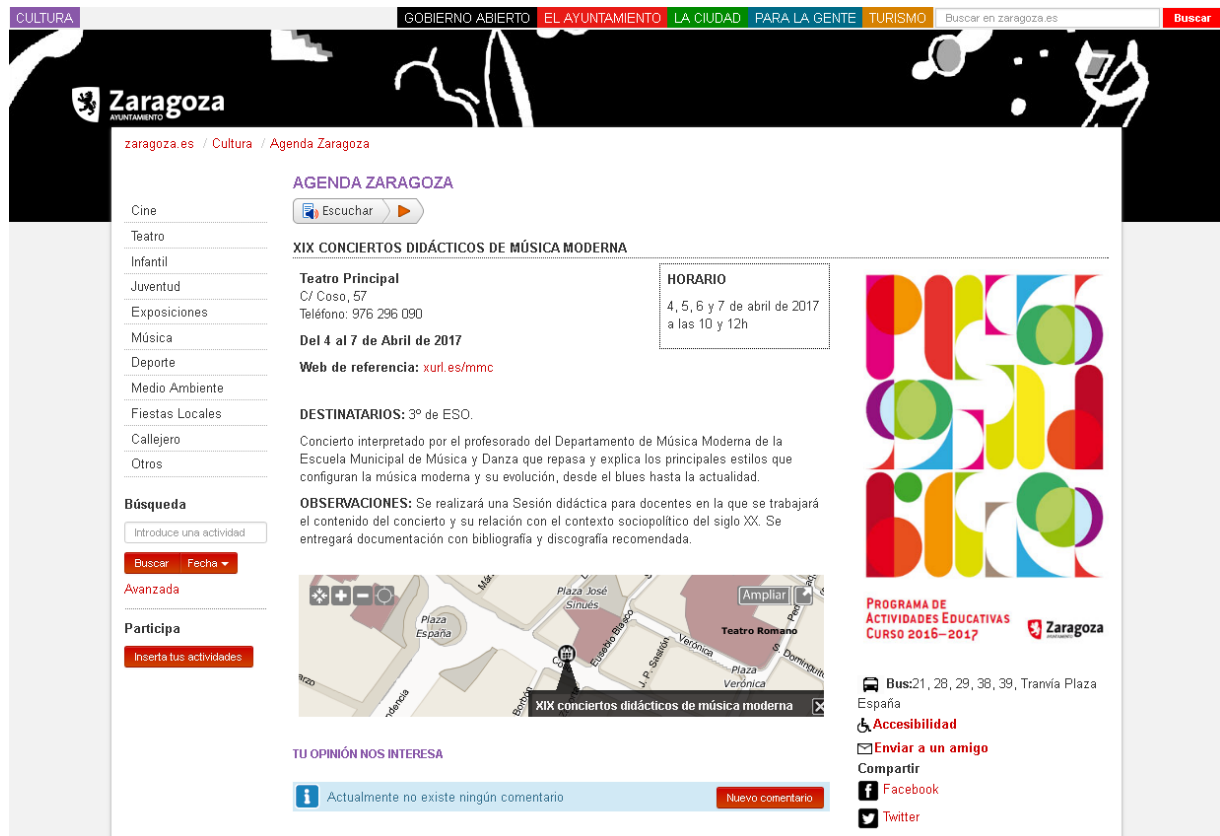 CULTURA
GOBIERNO ABIERTO EL AYUNTAMIENTO LA CIUDAD PARA LA GENTE TURISMO Buscar en zaragoza.es Buscar
Zaragoza
AYUNTAMIENTO
zaragoza.es / Cultura / Agenda Zaragoza
AGENDA ZARAGOZA
Escuchar
Cine
Teatro
Infantil
Juventud
Exposiciones
Música
Deporte
Medio Ambiente
Fiestas Locales
Callejero
Otros
Búsqueda
Introduce una actividad
Buscar Fecha
Avanzada
Participa
Inserta tus actividades
XIX CONCIERTOS DIDÁCTICOS DE MÚSICA MODERNA
Teatro Principal
C/ Coso, 57
Teléfono: 976 296 090
Del 4 al 7 de Abril de 2017
Web de referencia: xurl.es/mmc
HORARIO
4, 5, 6 y 7 de abril de 2017
a las 10 y 12h
DESTINATARIOS: 3º de ESO.
Concierto interpretado por el profesorado del Departamento de Música Moderna de la
Escuela Municipal de Música y Danza que repasa y explica los principales estilos que
configuran la música moderna y su evolución, desde el blues hasta la actualidad.
OBSERVACIONES: Se realizará una Sesión didáctica para docentes en la que se trabajará
el contenido del concierto y su relación con el contexto sociopolítico del siglo XX. Se
entregará documentación con bibliografía y discografía recomendada.
Plaza José
Sinués
Ampliar
Plaza
España
Eusebio Blasco
Teatro Romano
Verónica
J. P. Sastrón
S. Dominguito
Plaza
Verónica
Borbón
XIX conciertos didácticos de música moderna
TU OPINIÓN NOS INTERESA
Actualmente no existe ningún comentario
Nuevo comentario
PROGRAMA DE
ACTIVIDADES EDUCATIVAS
CURSO 2016–2017
Zaragoza
AYUNTAMIENTO
Bus:21, 28, 29, 38, 39, Tranvía Plaza
España
Accesibilidad
Enviar a un amigo
Compartir
Facebook
Twitter